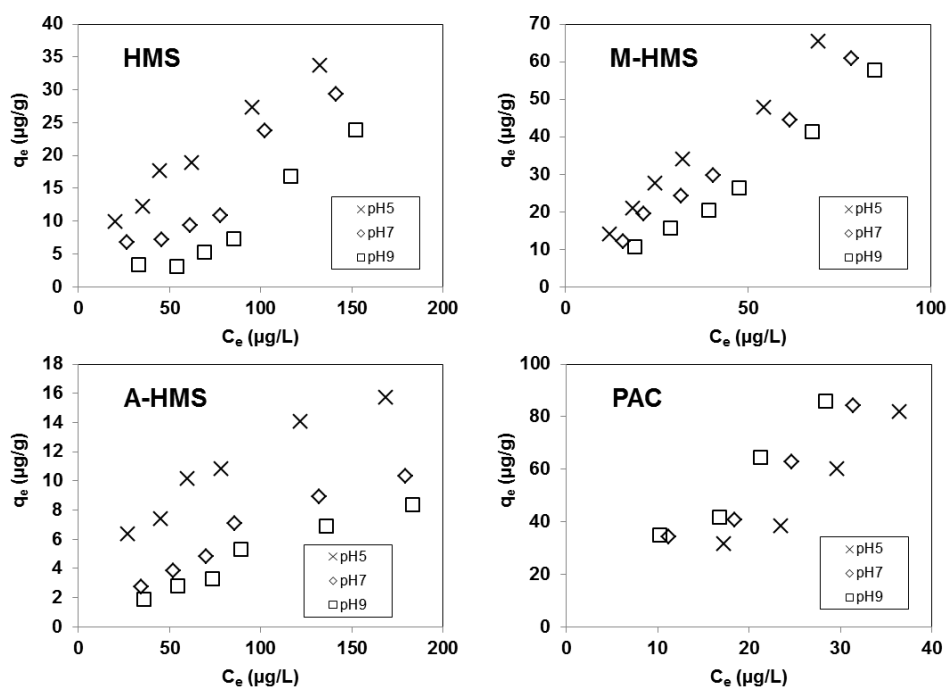 HMS
40
35
30
25
20
15
10
5
0
qₑ (µg/g)
pH5
pH7
pH9
0 50 100 150 200
Cₑ (µg/L)
M-HMS
70
60
50
40
30
20
10
0
qₑ (µg/g)
pH5
pH7
pH9
0 50 100
Cₑ (µg/L)
A-HMS
18
16
14
12
10
8
6
4
2
0
qₑ (µg/g)
pH5
pH7
pH9
0 50 100 150 200
Cₑ (µg/L)
PAC
100
80
60
40
20
0
qₑ (µg/g)
pH5
pH7
pH9
0 10 20 30 40
Cₑ (µg/L)